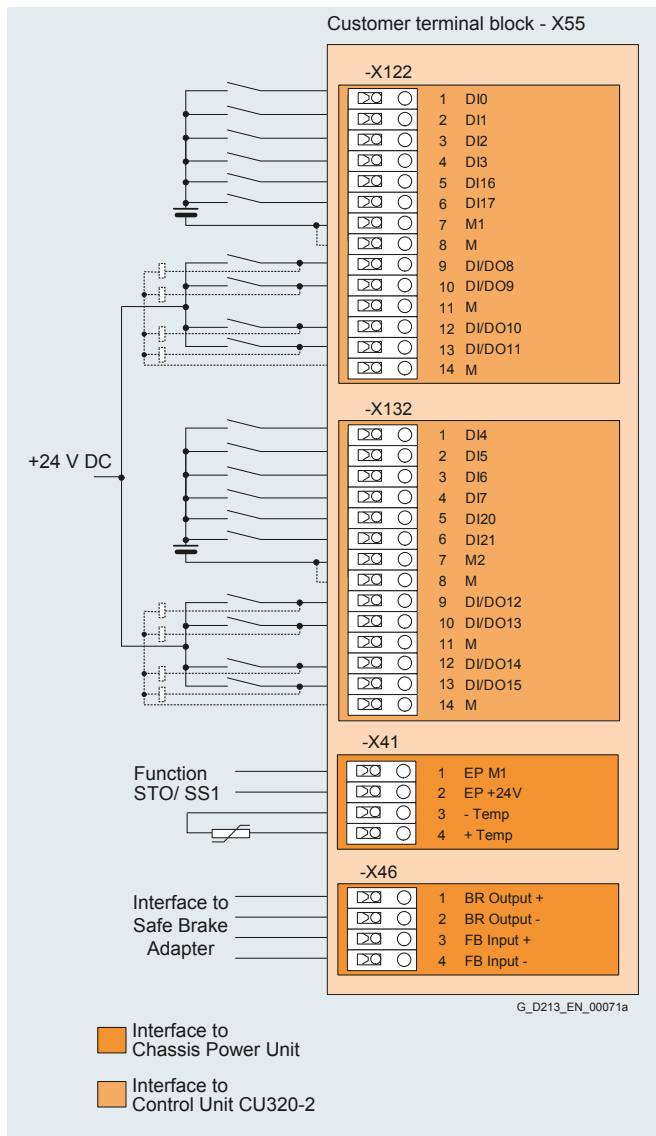 Customer terminal block - X55
-X122
1 DI0
2 DI1
3 DI2
4 DI3
5 DI16
6 DI17
7 M1
8 M
9 DI/DO8
10 DI/DO9
11 M
12 DI/DO10
13 DI/DO11
14 M
-X132
+24 V DC
1 DI4
2 DI5
3 DI6
4 DI7
5 DI20
6 DI21
7 M2
8 M
9 DI/DO12
10 DI/DO13
11 M
12 DI/DO14
13 DI/DO15
14 M
-X41
Function
STO/ SS1
1 EP M1
2 EP +24V
3 - Temp
4 + Temp
-X46
Interface to
Safe Brake
Adapter
1 BR Output +
2 BR Output -
3 FB Input +
4 FB Input -
G_D213_EN_00071a
Interface to
Chassis Power Unit
Interface to
Control Unit CU320-2